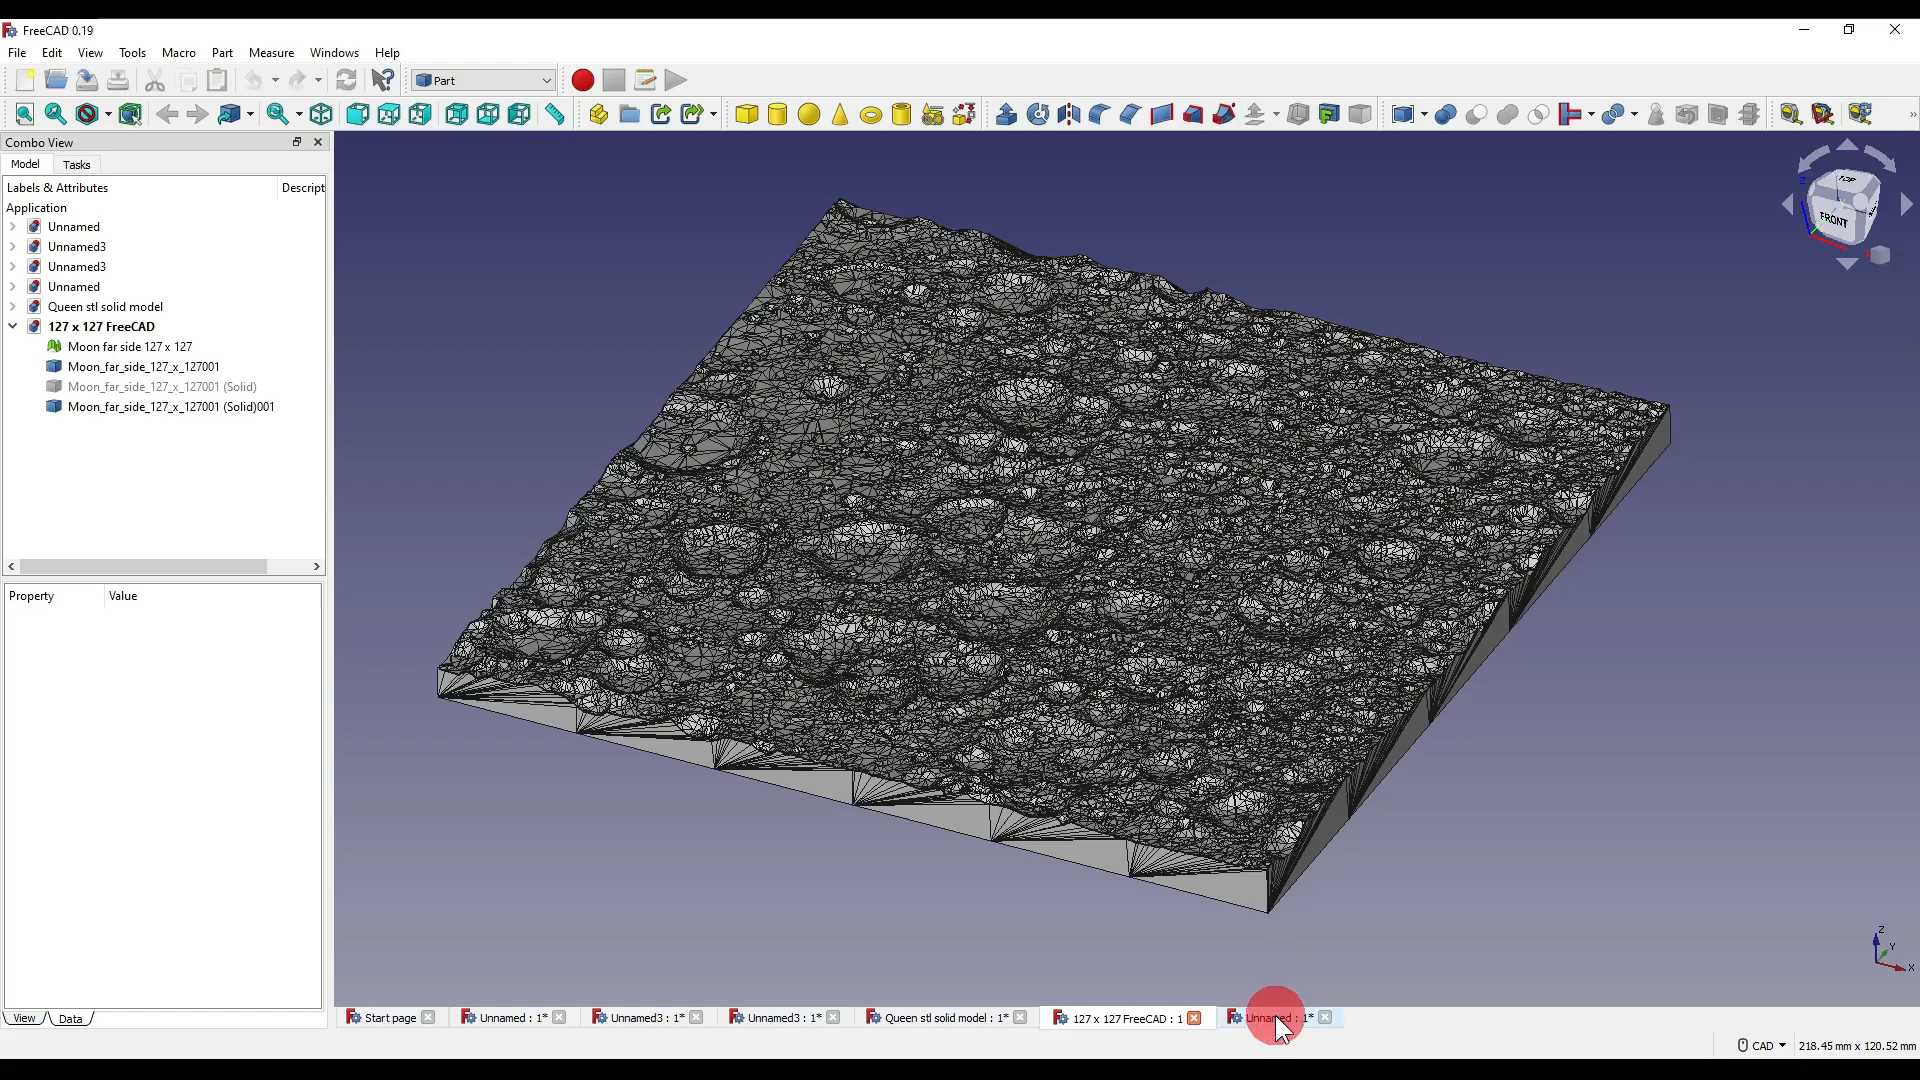 FreeCAD 0.19
File Edit View Tools Macro Part Measure Windows Help
Part
Combo View
Model Tasks
Labels & Attributes Descript
Application
Unnamed
Unnamed3
Unnamed3
Unnamed
Queen stl solid model
127 x 127 FreeCAD
Moon far side 127 x 127
Moon_far_side_127_x_127001
Moon_far_side_127_x_127001 (Solid)
Moon_far_side_127_x_127001 (Solid)001
Property Value
TOP
FRONT
Z
Z
Y
X
View Data
Start page Unnamed : 1* Unnamed3 : 1* Unnamed3 : 1* Queen stl solid model : 1* 127 x 127 FreeCAD : 1 Unnamed : 1*
CAD 218.45 mm x 120.52 mm